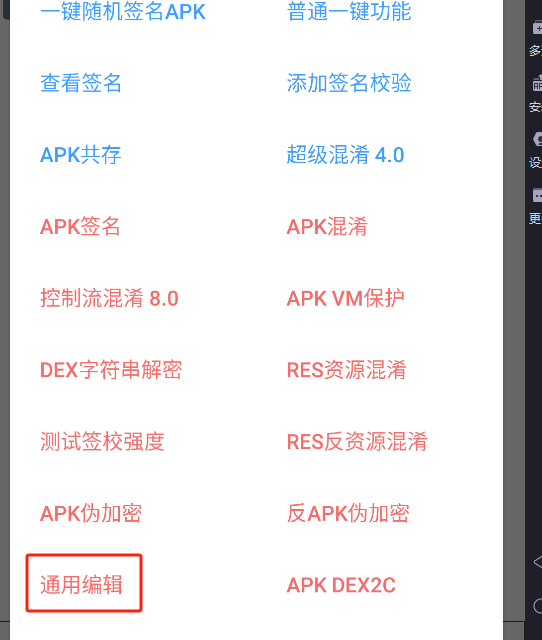 一键随机签名APK 普通一键功能
查看签名 添加签名校验
APK共存 超级混淆 4.0
APK签名 APK混淆
控制流混淆 8.0 APK VM保护
DEX字符串解密 RES资源混淆
测试签校强度 RES反资源混淆
APK伪加密 反APK伪加密
通用编辑 APK DEX2C
多
安
设
更